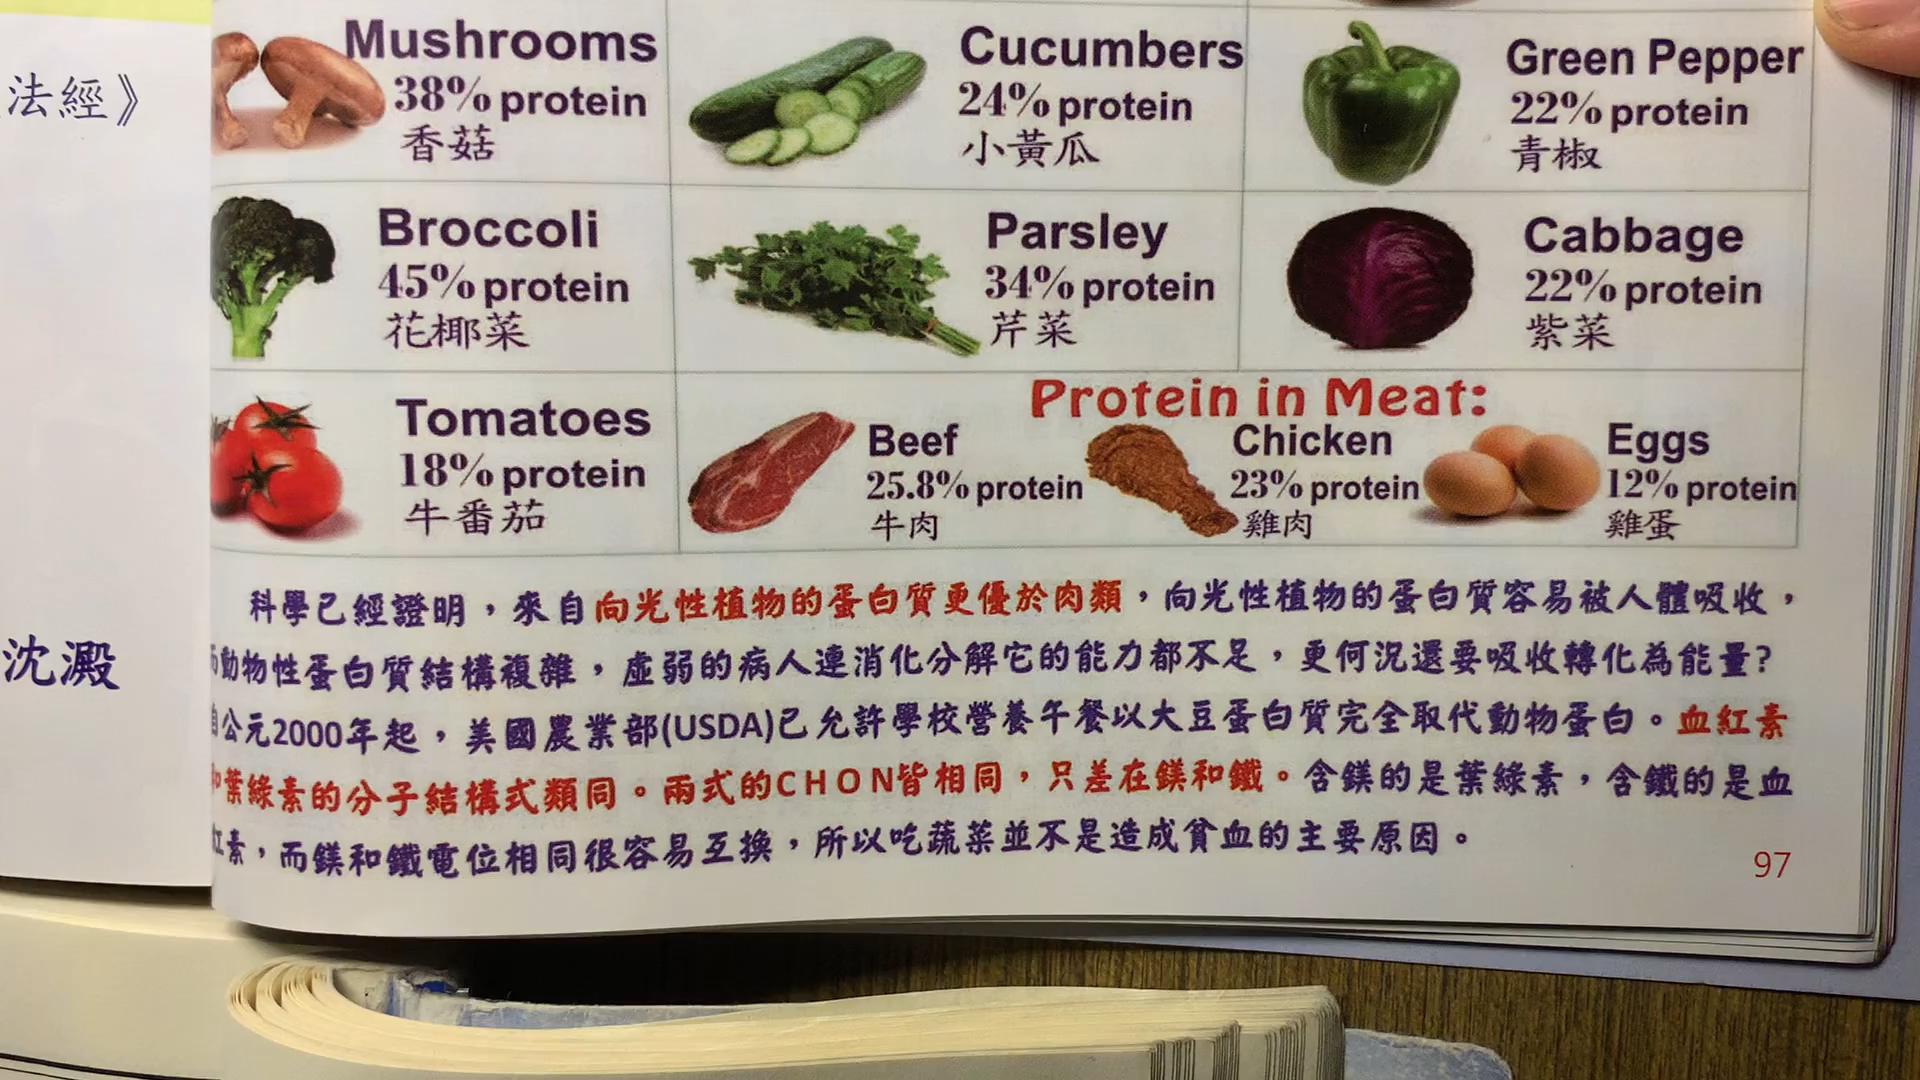 法經》
沈澱
Mushrooms
38% protein
香菇
Cucumbers
24% protein
小黃瓜
Green Pepper
22% protein
青椒
Broccoli
45% protein
花椰菜
Parsley
34% protein
芹菜
Cabbage
22% protein
紫菜
Tomatoes
18% protein
牛番茄
Protein in Meat:
Beef
25.8% protein
牛肉
Chicken
23% protein
雞肉
Eggs
12% protein
雞蛋
科學已經證明，來自向光性植物的蛋白質更優於肉類，向光性植物的蛋白質容易被人體吸收，
而動物性蛋白質結構複雜，虛弱的病人連消化分解它的能力都不足，更何況還要吸收轉化為能量?
自公元2000年起，美國農業部(USDA)已允許學校營養午餐以大豆蛋白質完全取代動物蛋白。血紅素
和葉綠素的分子結構式類同。兩式的CHON皆相同，只差在鎂和鐵。含鎂的是葉綠素，含鐵的是血
紅素，而鎂和鐵電位相同很容易互換，所以吃蔬菜並不是造成貧血的主要原因。
97